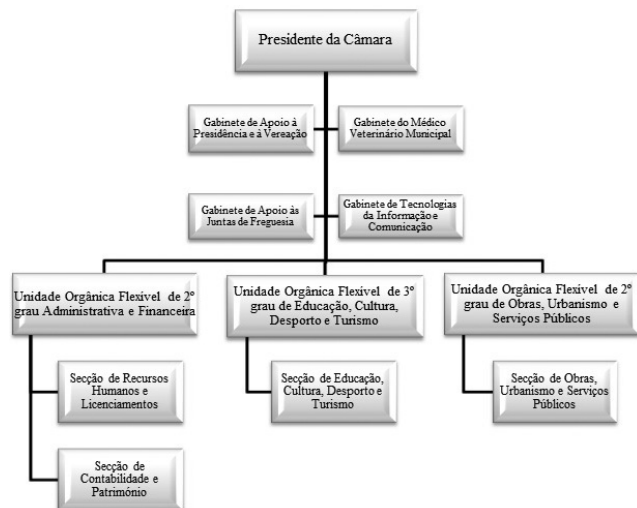 Presidente da Câmara
Gabinete de Apoio à
Presidência e à Vereação
Gabinete do Médico
Veterinário Municipal
Gabinete de Apoio às
Juntas de Freguesia
Gabinete de Tecnologias
da Informação e
Comunicação
Unidade Orgânica Flexivel de 2º
grau Administrativa e Financeira
Unidade Orgânica Flexivel de 3º
grau de Educação, Cultura,
Desporto e Turismo
Unidade Orgânica Flexivel de 2º
grau de Obras, Urbanismo e
Serviços Públicos
Secção de Recursos
Humanos e
Licenciamentos
Secção de Educação,
Cultura, Desporto e
Turismo
Secção de Obras,
Urbanismo e Serviços
Públicos
Secção de
Contabilidade e
Património